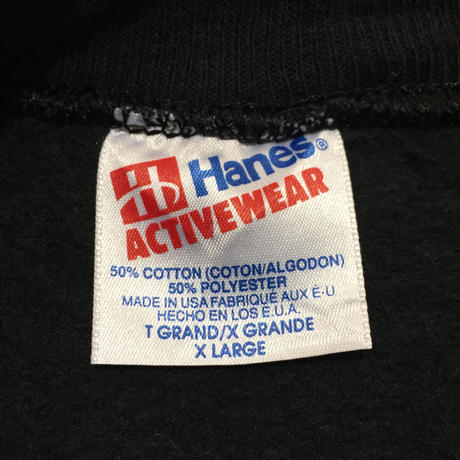 Hanes®
ACTIVEWEAR
50% COTTON (COTON/ALGODON)
50% POLYESTER
MADE IN USA FABRIQUÉ AUX É-U
HECHO EN LOS E.U.A.
T GRAND/X GRANDE
X LARGE